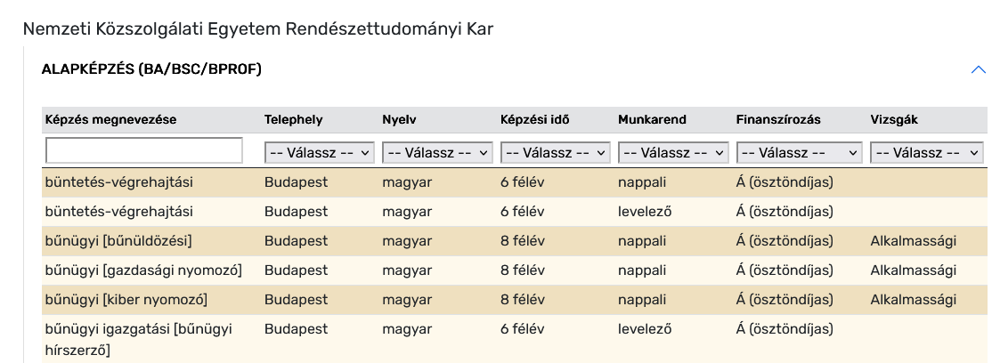 Nemzeti Közszolgálati Egyetem Rendészettudományi Kar
ALAPKÉPZÉS (BA/BSC/BPROF)
Képzés megnevezése Telephely Nyelv Képzési idő Munkarend Finanszírozás Vizsgák
-- Válassz -- -- Válassz -- -- Válassz -- -- Válassz -- -- Válassz -- -- Válassz --
büntetés-végrehajtási Budapest magyar 6 félév nappali Á (ösztöndíjas)
büntetés-végrehajtási Budapest magyar 6 félév levelező Á (ösztöndíjas)
bűnügyi [bűnüldözési] Budapest magyar 8 félév nappali Á (ösztöndíjas) Alkalmassági
bűnügyi [gazdasági nyomozó] Budapest magyar 8 félév nappali Á (ösztöndíjas) Alkalmassági
bűnügyi [kiber nyomozó] Budapest magyar 8 félév nappali Á (ösztöndíjas) Alkalmassági
bűnügyi igazgatási [bűnügyi Budapest magyar 6 félév levelező Á (ösztöndíjas)
hírszerző]